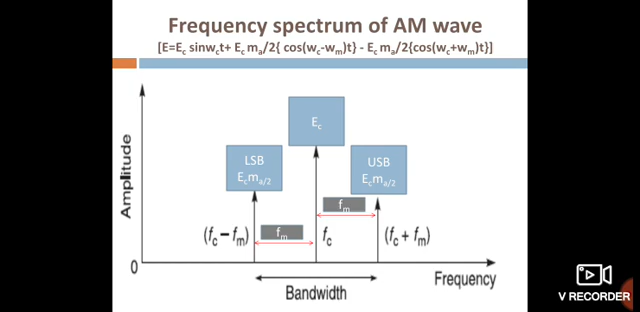 Frequency spectrum of AM wave
[E=Ec sinwct+ Ec ma/2{ cos(wc-wm)t} - Ec ma/2{cos(wc+wm)t}]
Amplitude
Ec
LSB
Ecma/2
USB
Ecma/2
fm
fm
(fc – fm)
fc
(fc + fm)
0
Frequency
Bandwidth
V RECORDER